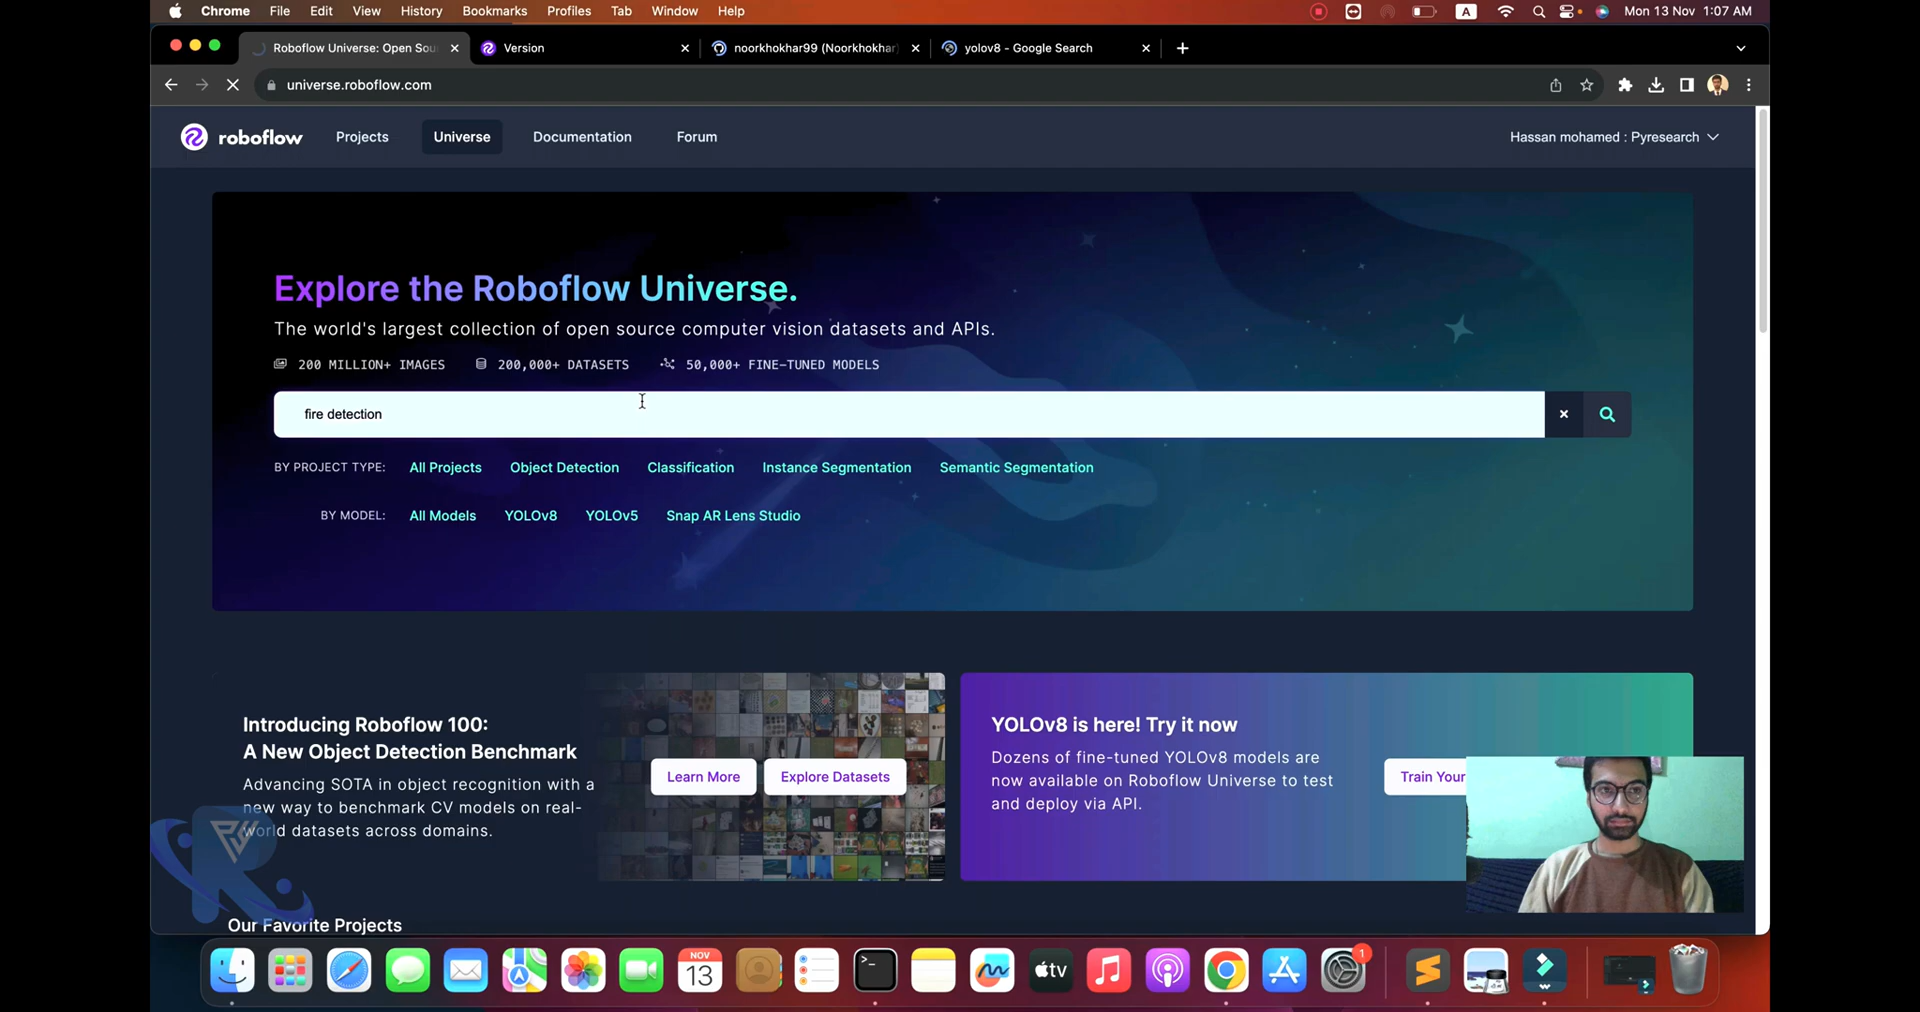 Chrome File Edit View History Bookmarks Profiles Tab Window Help A Mon 13 Nov 1:07 AM
Roboflow Universe: Open Sou Version noorkhokhar99 (Noorkhokhar) yolov8 - Google Search
universe.roboflow.com
roboflow Projects Universe Documentation Forum Hassan mohamed : Pyresearch
Explore the Roboflow Universe.
The world's largest collection of open source computer vision datasets and APIs.
200 MILLION+ IMAGES 200,000+ DATASETS 50,000+ FINE-TUNED MODELS
fire detection
BY PROJECT TYPE: All Projects Object Detection Classification Instance Segmentation Semantic Segmentation
BY MODEL: All Models YOLOv8 YOLOv5 Snap AR Lens Studio
Introducing Roboflow 100:
A New Object Detection Benchmark
Advancing SOTA in object recognition with a
new way to benchmark CV models on real-
world datasets across domains.
Learn More Explore Datasets
YOLOv8 is here! Try it now
Dozens of fine-tuned YOLOv8 models are
now available on Roboflow Universe to test
and deploy via API.
Train Your
Our Favorite Projects
NOV
13
tv
1